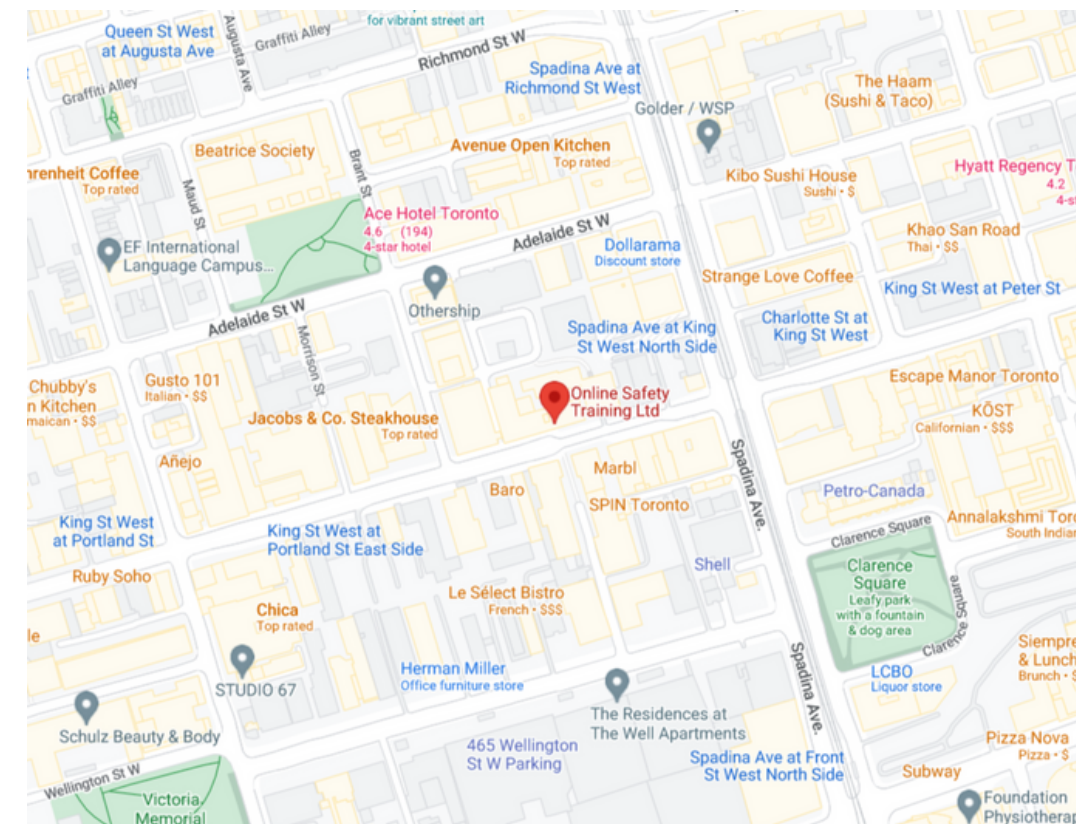 for vibrant street art
Queen St West
at Augusta Ave
Augusta Ave
Graffiti Alley
Richmond St W
Graffiti Alley
Spadina Ave at
Richmond St West
The Haam
(Sushi & Taco)
Golder / WSP
Beatrice Society
Brant St
Avenue Open Kitchen
Top rated
hrenheit Coffee
Top rated
Maud St
Kibo Sushi House
Sushi • $
Hyatt Regency T
4.2
4-st
Ace Hotel Toronto
4.6 (194)
4-star hotel
Adelaide St W
EF International
Language Campus...
Dollarama
Discount store
Khao San Road
Thai • $$
Othership
Strange Love Coffee
King St West at Peter St
Adelaide St W
Morrison St
Spadina Ave at King
St West North Side
Charlotte St at
King St West
Chubby's
n Kitchen
maican • $$
Gusto 101
Italian • $$
Online Safety
Training Ltd
Escape Manor Toronto
Jacobs & Co. Steakhouse
Top rated
KŌST
Californian • $$$
Añejo
Marbl
Spadina Ave.
Baro
SPIN Toronto
Petro-Canada
King St West
at Portland St
King St West at
Portland St East Side
Clarence Square
Annalakshmi Toro
South Indian
Ruby Soho
Shell
Clarence
Square
Leafy park
with a fountain
& dog area
Clarence Square
Le Sélect Bistro
French • $$$
Chica
Top rated
le
Siempre
& Lunch
Brunch • $
Herman Miller
Office furniture store
Spadina Ave.
LCBO
Liquor store
STUDIO 67
The Residences at
The Well Apartments
Schulz Beauty & Body
465 Wellington
St W Parking
Pizza Nova
Pizza • $
Spadina Ave at Front
St West North Side
Subway
Wellington St W
Victoria
Memorial
Foundation
Physiotherap